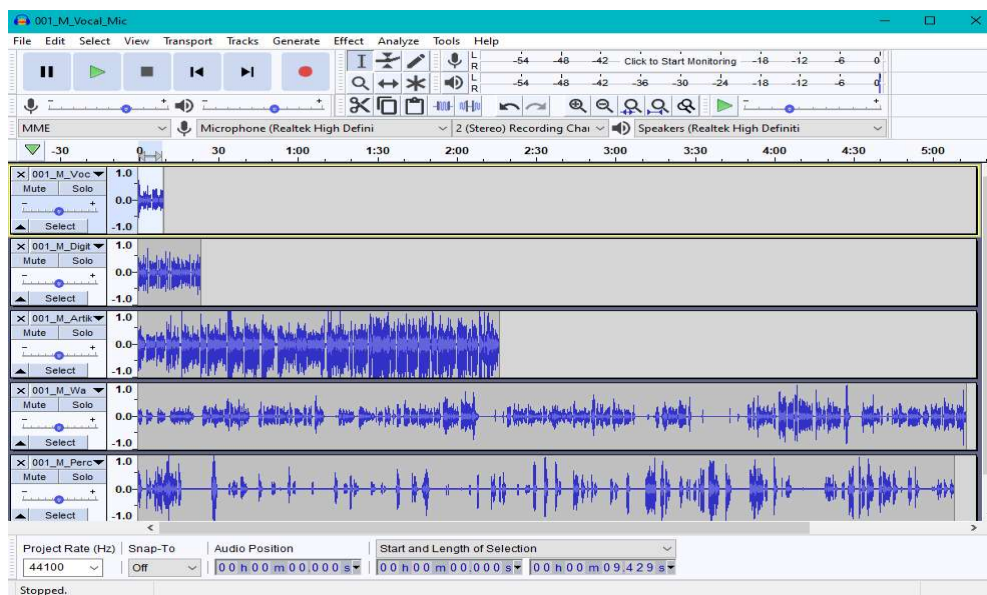 001_M_Vocal_Mic
File Edit Select View Transport Tracks Generate Effect Analyze Tools Help
L R -54 -48 -42 Click to Start Monitoring -18 -12 -6 0
L R -54 -48 -42 -36 -30 -24 -18 -12 -6 0
MME Microphone (Realtek High Defini 2 (Stereo) Recording Chai Speakers (Realtek High Definiti
-30 0 30 1:00 1:30 2:00 2:30 3:00 3:30 4:00 4:30 5:00
001_M_Voc 1.0
Mute Solo
- + 0.0
Select -1.0
001_M_Digit 1.0
Mute Solo
- + 0.0
Select -1.0
001_M_Artik 1.0
Mute Solo
- + 0.0
Select -1.0
001_M_Wa 1.0
Mute Solo
- + 0.0
Select -1.0
001_M_Perc 1.0
Mute Solo
- + 0.0
Select -1.0
Project Rate (Hz) Snap-To Audio Position Start and Length of Selection
44100 Off 00 h 00 m 00.000 s 00 h 00 m 00.000 s 00 h 00 m 09.429 s
Stopped.